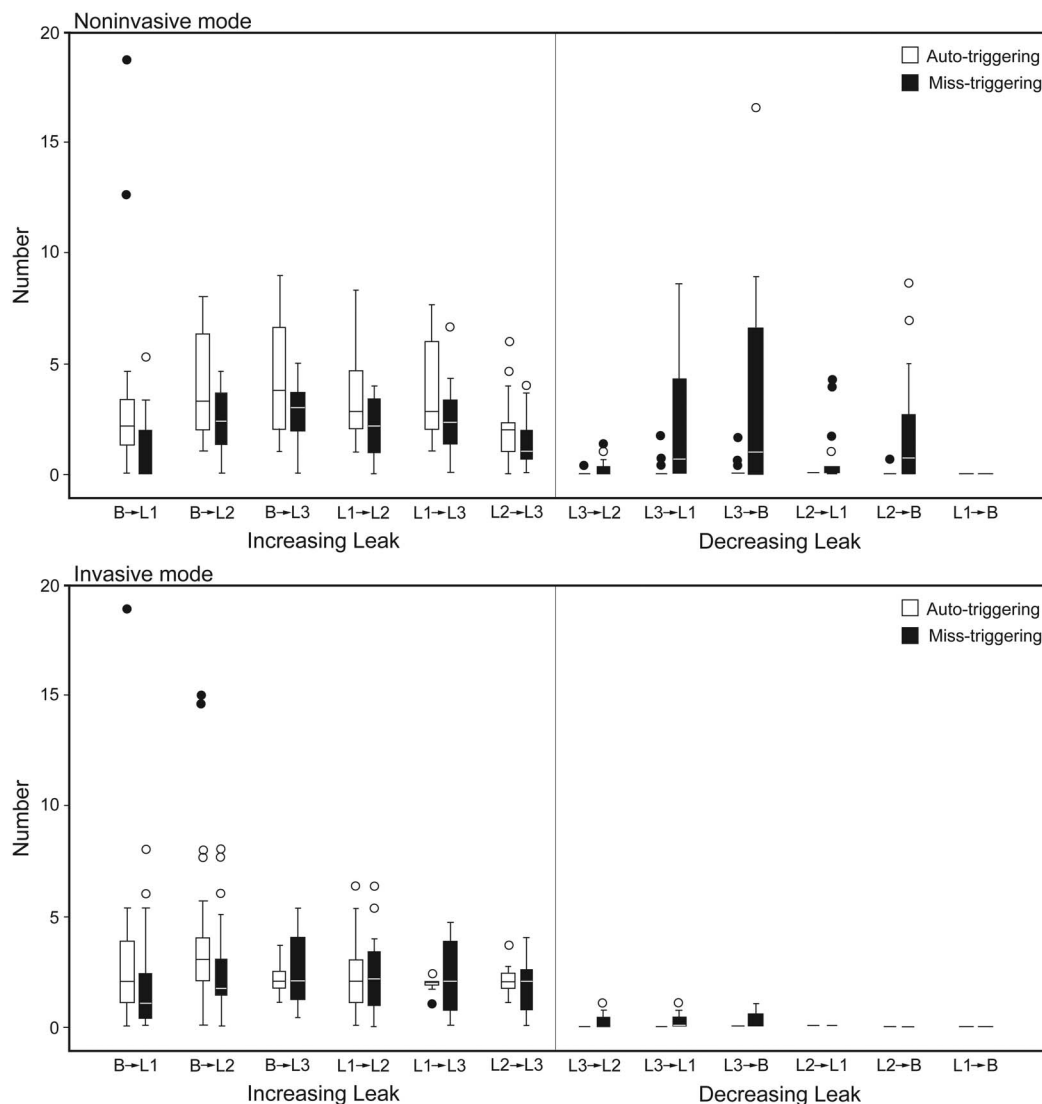 Noninvasive mode
20
15
10
5
0
Number
Auto-triggering
Miss-triggering
B→L1 B→L2 B→L3 L1→L2 L1→L3 L2→L3 L3→L2 L3→L1 L3→B L2→L1 L2→B L1→B
Increasing Leak Decreasing Leak
Invasive mode
20
15
10
5
0
Number
Auto-triggering
Miss-triggering
B→L1 B→L2 B→L3 L1→L2 L1→L3 L2→L3 L3→L2 L3→L1 L3→B L2→L1 L2→B L1→B
Increasing Leak Decreasing Leak